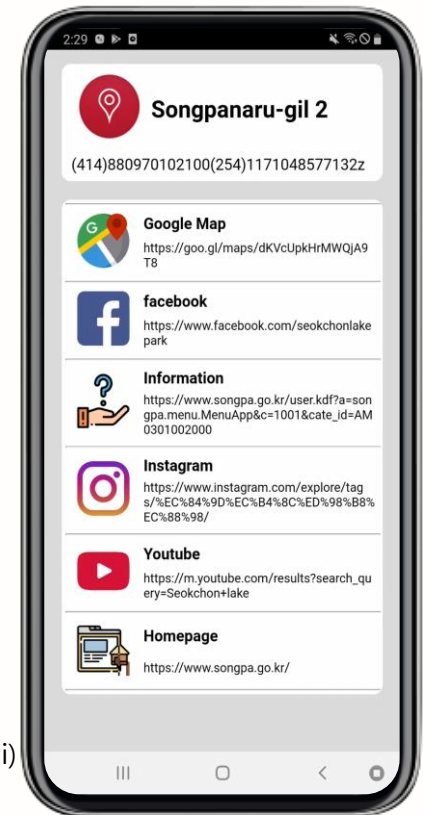 2:29
Songpanaru-gil 2
(414)880970102100(254)1171048577132z
G
Google Map
https://goo.gl/maps/dKVcUpkHrMWQjA9
T8
facebook
https://www.facebook.com/seokchonlake
park
Information
https://www.songpa.go.kr/user.kdf?a=son
gpa.menu.MenuApp&c=1001&cate_id=AM
0301002000
Instagram
https://www.instagram.com/explore/tag
s/%EC%84%9D%EC%B4%8C%ED%98%B8%
EC%88%98/
Youtube
https://m.youtube.com/results?search_qu
ery=Seokchon+lake
Homepage
https://www.songpa.go.kr/
i)